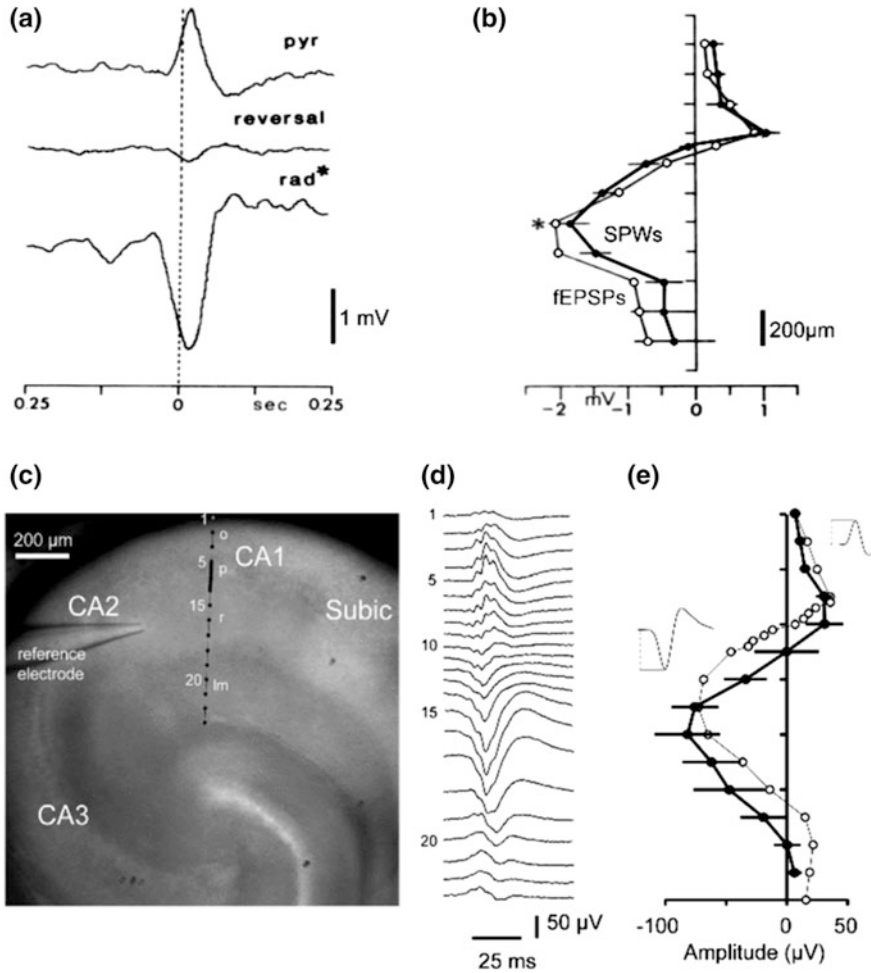 (a)
pyr
reversal
rad*
1 mV
0.25 0 sec 0.25
(b)
*
SPWs
fEPSPs
200μm
-2 mV -1 0 1
(c)
200 μm
1
o
CA1
5
p
CA2
15
r
Subic
reference
electrode
20
lm
CA3
(d)
1
5
10
15
20
50 μV
25 ms
(e)
-100 0 50
Amplitude (μV)